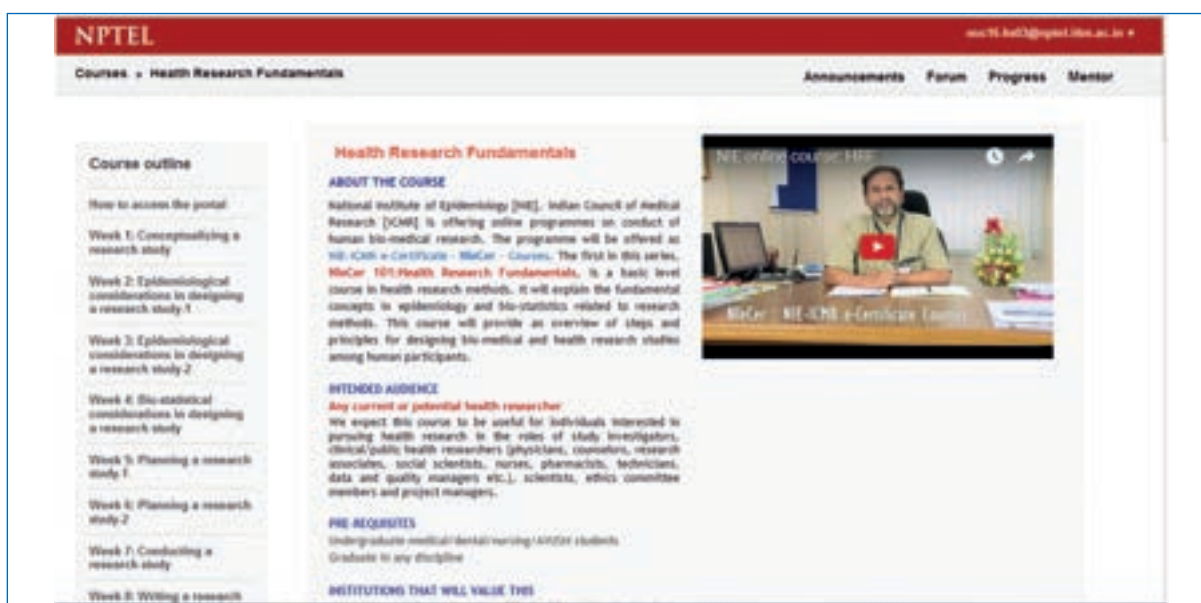 NPTEL
Courses » Health Research Fundamentals
Announcements Forum Progress Mentor
Course outline
How to access the portal
Week 1: Conceptualizing a
research study
Week 2: Epidemiological
considerations in designing
a research study-1
Week 3: Epidemiological
considerations in designing
a research study-2
Week 4: Bio-statistical
considerations in designing
a research study
Week 5: Planning a research
study-1
Week 6: Planning a research
study-2
Week 7: Conducting a
research study
Week 8: Writing a research
Health Research Fundamentals
ABOUT THE COURSE
National Institute of Epidemiology [NIE], Indian Council of Medical
Research [ICMR] is offering online programmes on conduct of
human bio-medical research. The programme will be offered as
NIE-ICMR e-Certificate - NIeCer - Courses. The first in this series,
NIeCer 101:Health Research Fundamentals, is a basic level
course in health research methods. It will explain the fundamental
concepts in epidemiology and bio-statistics related to research
methods. This course will provide an overview of steps and
principles for designing bio-medical and health research studies
among human participants.
INTENDED AUDIENCE
Any current or potential health researcher
We expect this course to be useful for individuals interested in
pursuing health research in the roles of study investigators,
clinical/public health researchers (physicians, counselors, research
associates, social scientists, nurses, pharmacists, technicians,
data and quality managers etc.), scientists, ethics committee
members and project managers.
PRE-REQUISITES
Undergraduate medical/dental/nursing/AYUSH students
Graduate in any discipline
INSTITUTIONS THAT WILL VALUE THIS
NIE online course: HRF
NIeCer : NIE-ICMR e-Certificate Courses